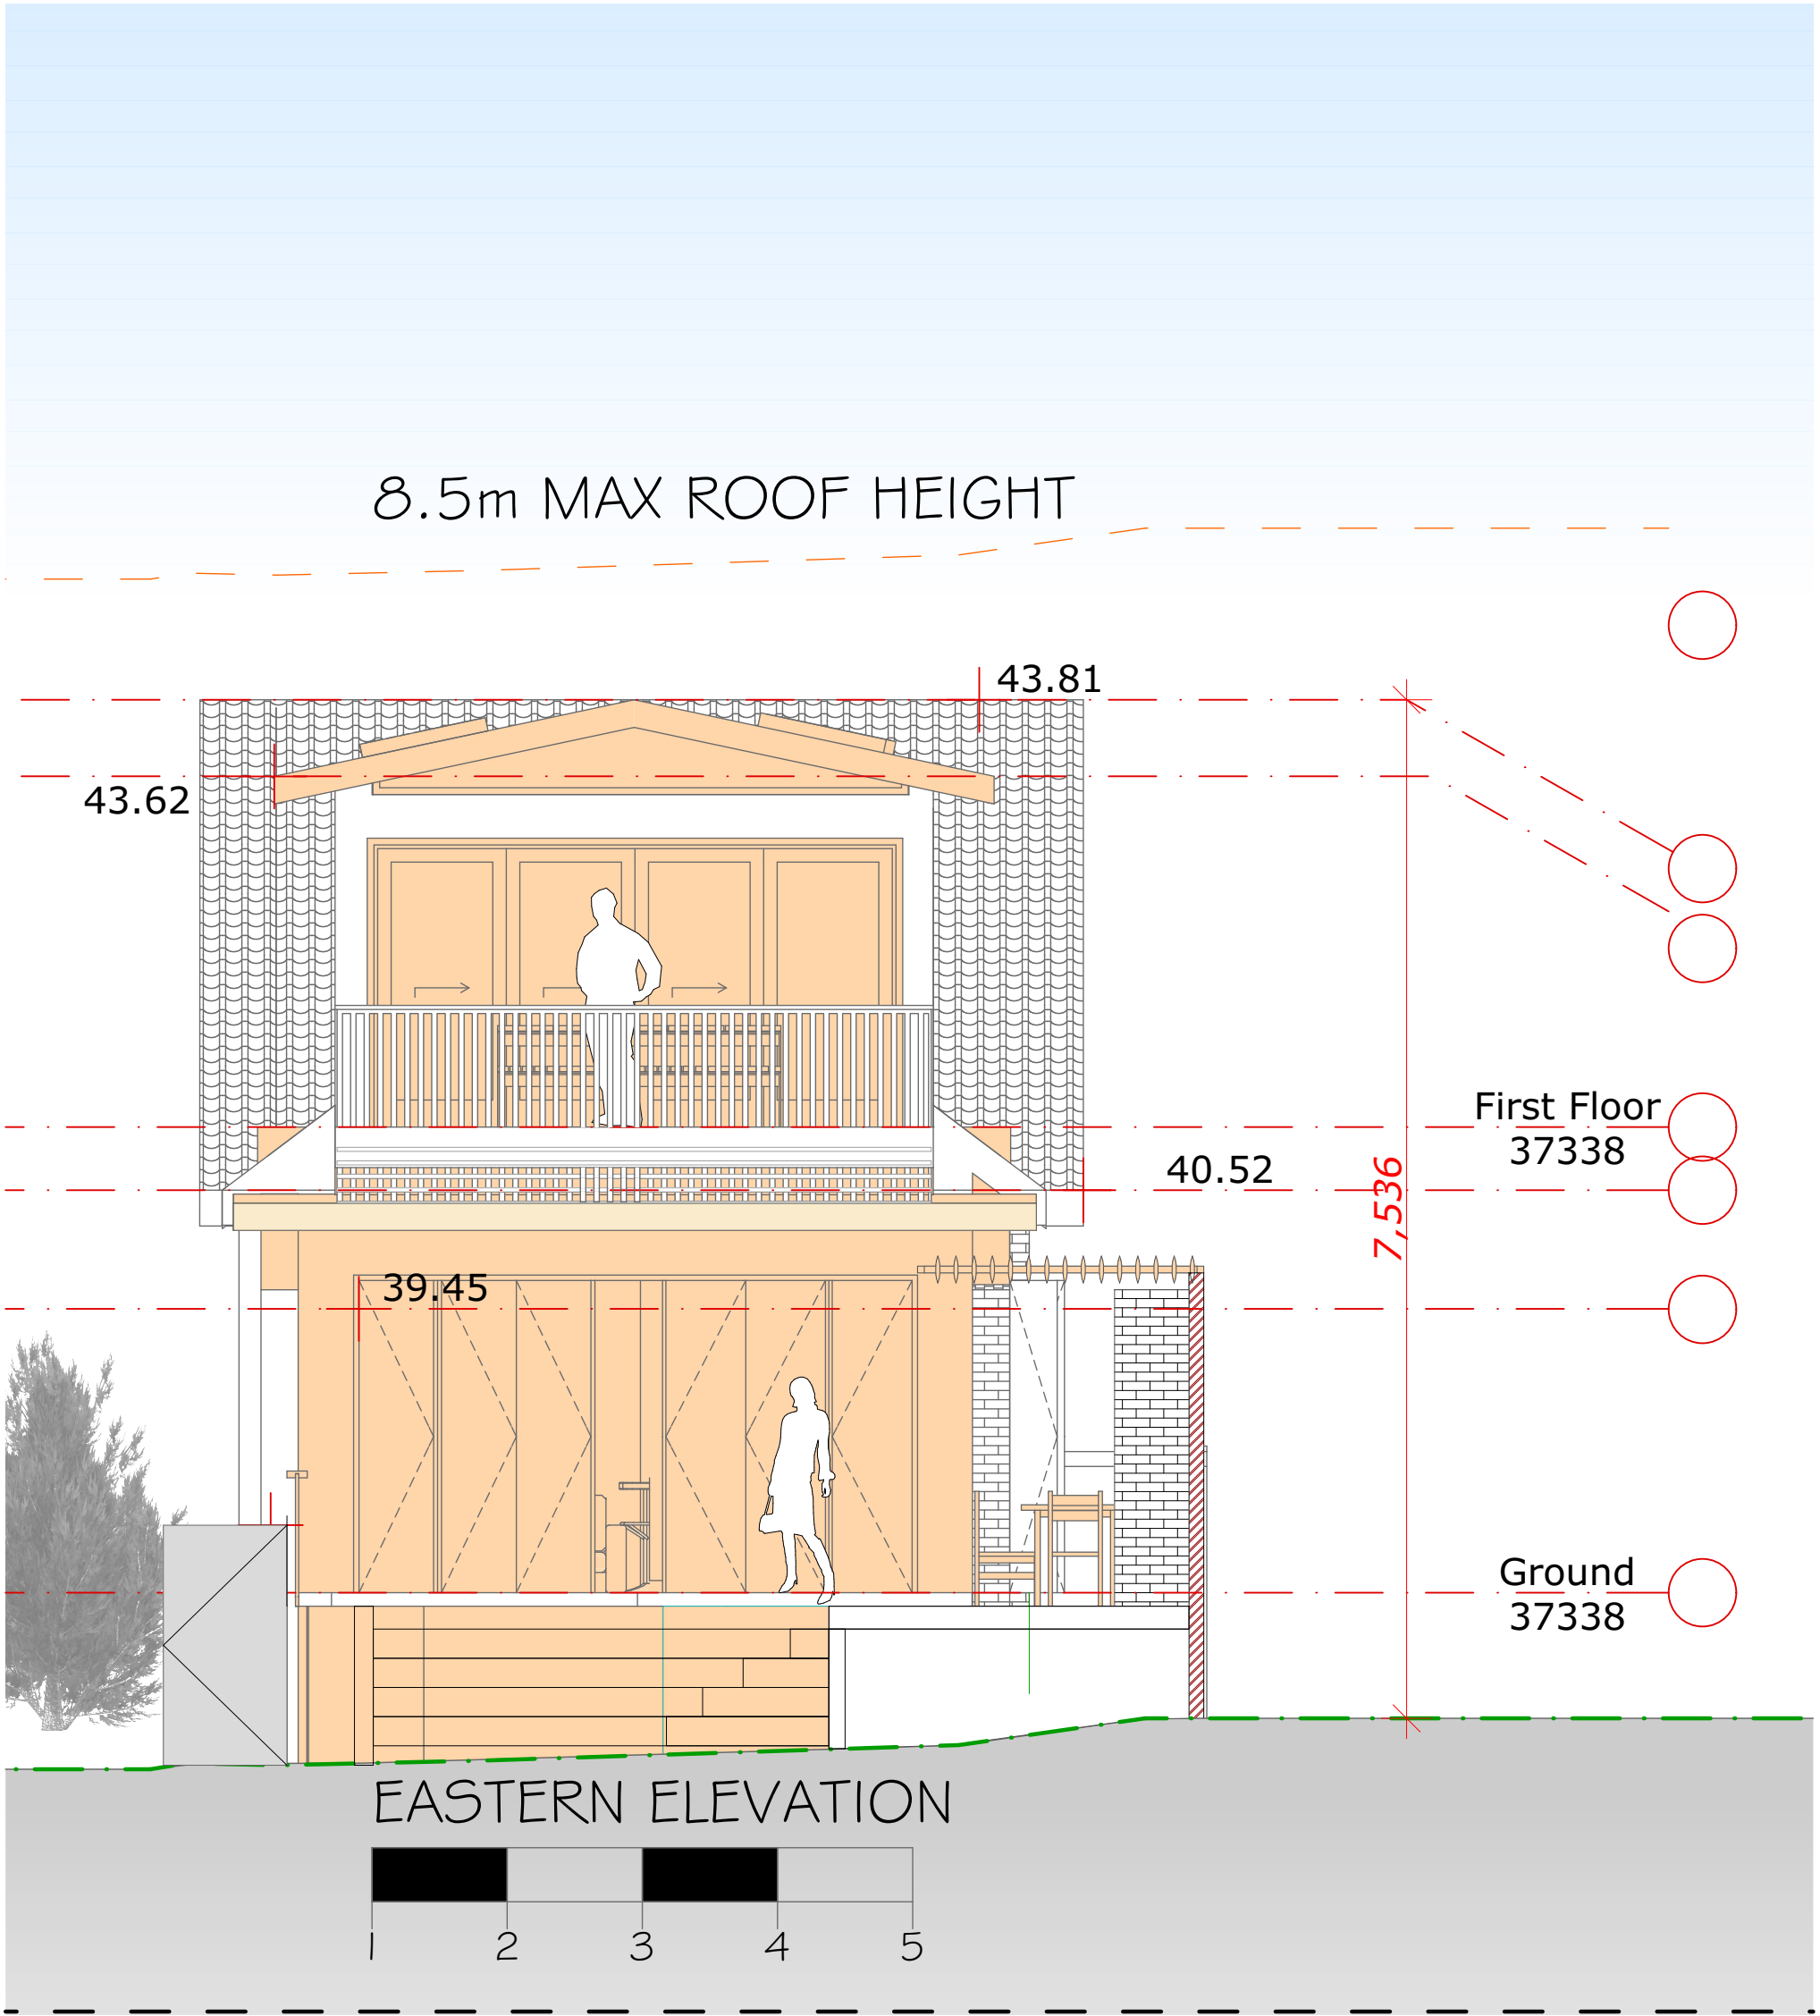 8.5m MAX ROOF HEIGHT
43.81
43.62
First Floor
37338
40.52
7,536
39.45
Ground
37338
EASTERN ELEVATION
1 2 3 4 5